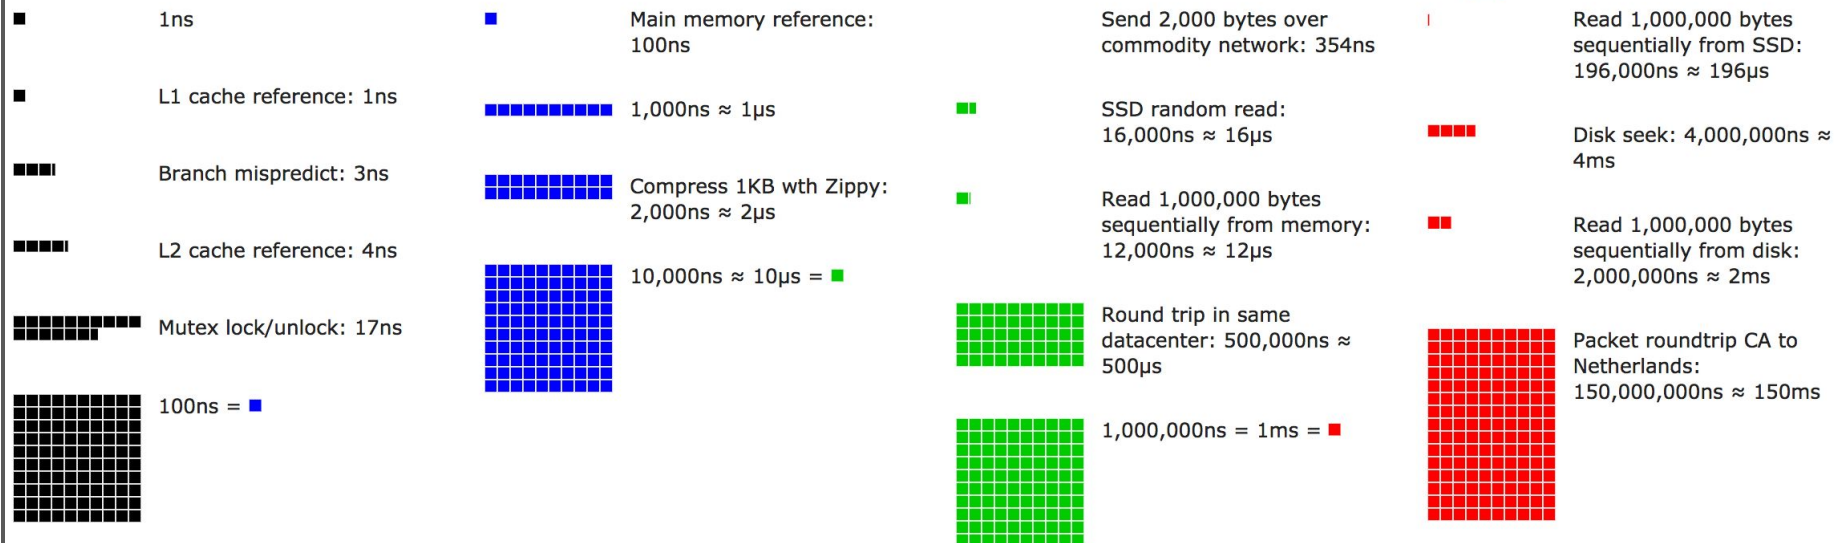 1ns
L1 cache reference: 1ns
Branch mispredict: 3ns
L2 cache reference: 4ns
Mutex lock/unlock: 17ns
100ns =
Main memory reference:
100ns
1,000ns ≈ 1μs
Compress 1KB wth Zippy:
2,000ns ≈ 2μs
10,000ns ≈ 10μs =
Send 2,000 bytes over
commodity network: 354ns
SSD random read:
16,000ns ≈ 16μs
Read 1,000,000 bytes
sequentially from memory:
12,000ns ≈ 12μs
Round trip in same
datacenter: 500,000ns ≈
500μs
1,000,000ns = 1ms =
Read 1,000,000 bytes
sequentially from SSD:
196,000ns ≈ 196μs
Disk seek: 4,000,000ns ≈
4ms
Read 1,000,000 bytes
sequentially from disk:
2,000,000ns ≈ 2ms
Packet roundtrip CA to
Netherlands:
150,000,000ns ≈ 150ms